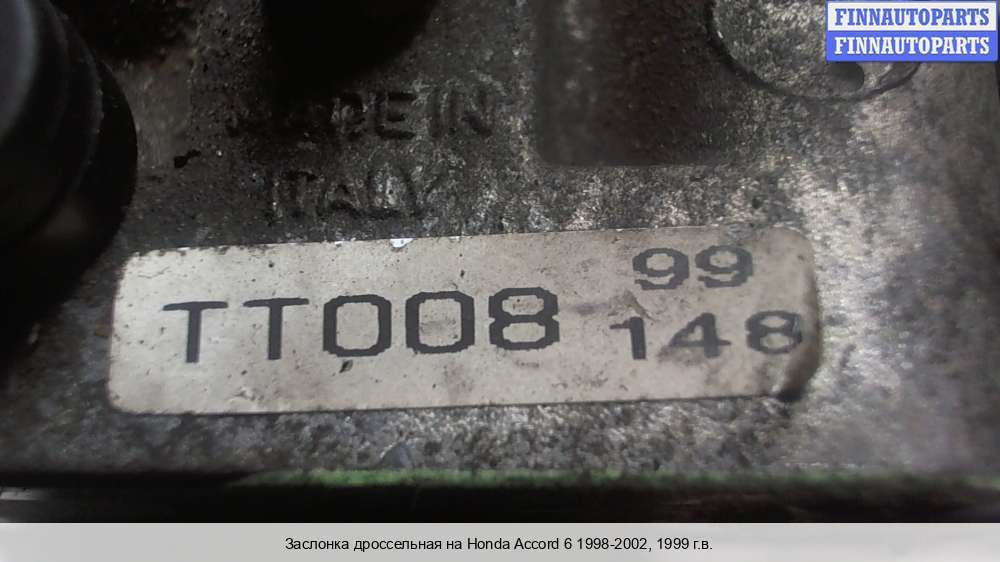 FINNAUTOPARTS
FINNAUTOPARTS
MADE IN
ITALY
TT008
99
148
Заслонка дроссельная на Honda Accord 6 1998-2002, 1999 г.в.